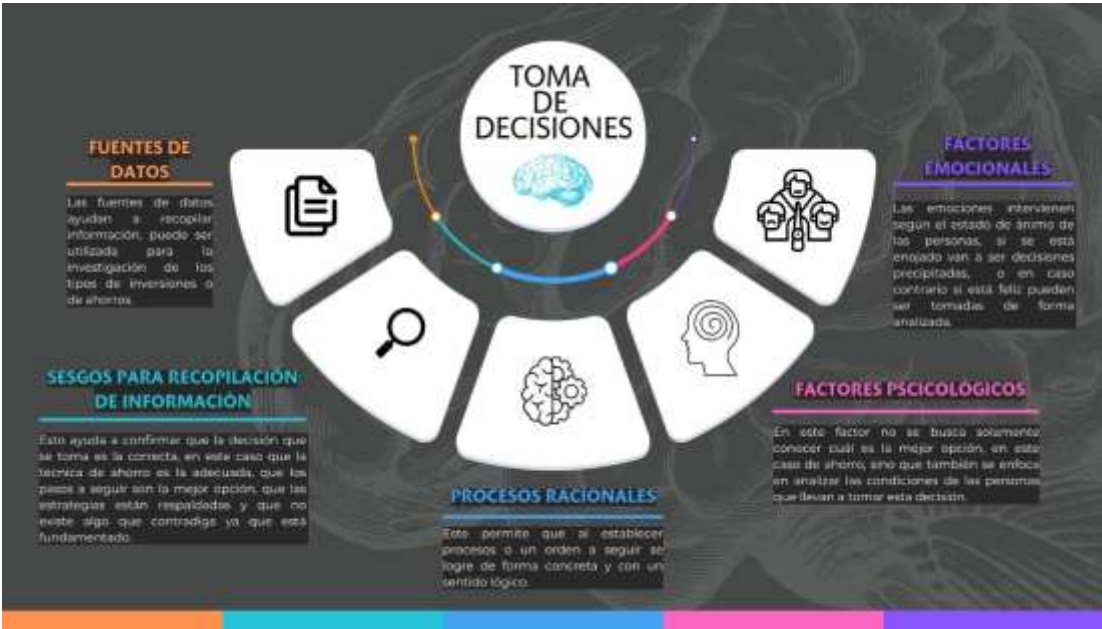 TOMA
DE
DECISIONES
FUENTES DE
DATOS
Las fuentes de datos
ayudan a recopilar
información, puede ser
utilizada para la
investigación de los
tipos de inversiones o
de ahorros.
SESGOS PARA RECOPILACIÓN
DE INFORMACIÓN
Esto ayuda a confirmar que la decisión que
se toma es la correcta, en este caso que la
técnica de ahorro es la adecuada, que los
pasos a seguir son la mejor opción, que las
estrategias están respaldadas y que no
existe algo que contradiga ya que está
fundamentado.
PROCESOS RACIONALES
Este permite que al establecer
procesos o un orden a seguir se
logre de forma concreta y con un
sentido lógico.
FACTORES PSCICOLÓGICOS
En este factor no se busca solamente
conocer cuál es la mejor opción, en este
caso de ahorro, sino que también se enfoca
en analizar las condiciones de las personas
que llevan a tomar esta decisión.
FACTORES
EMOCIONALES
Las emociones intervienen
según el estado de ánimo de
las personas, si se está
enojado van a ser decisiones
precipitadas, o en caso
contrario si está feliz pueden
ser tomadas de forma
analizada.